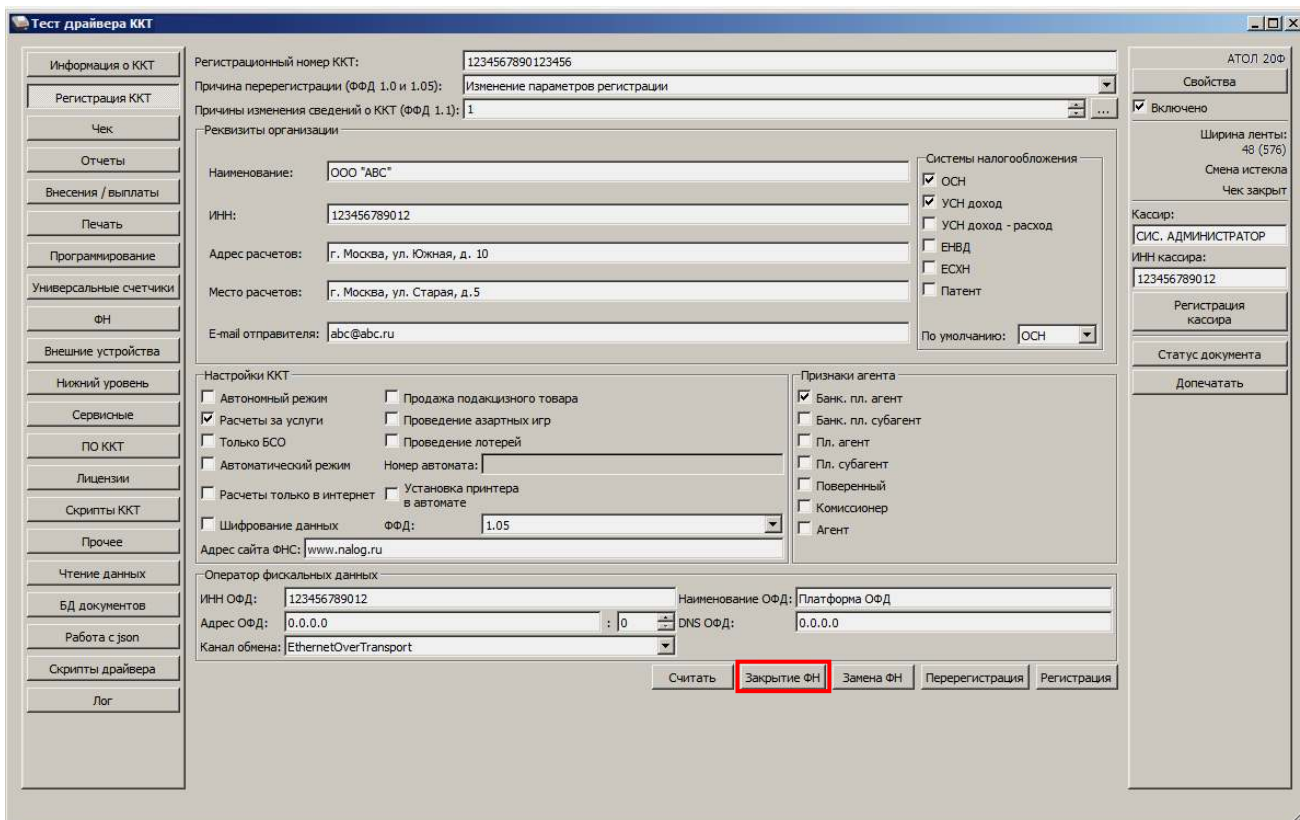 Тест драйвера ККТ
Информация о ККТ
Регистрация ККТ
Чек
Отчеты
Внесения / выплаты
Печать
Программирование
Универсальные счетчики
ФН
Внешние устройства
Нижний уровень
Сервисные
ПО ККТ
Лицензии
Скрипты ККТ
Прочее
Чтение данных
БД документов
Работа с json
Скрипты драйвера
Лог
Регистрационный номер ККТ: 1234567890123456
Причина перерегистрации (ФФД 1.0 и 1.05): Изменение параметров регистрации
Причины изменения сведений о ККТ (ФФД 1.1): 1 ...
Реквизиты организации
Наименование: ООО "АВС"
ИНН: 123456789012
Адрес расчетов: г. Москва, ул. Южная, д. 10
Место расчетов: г. Москва, ул. Старая, д.5
E-mail отправителя: abc@abc.ru
Системы налогообложения
ОСН
УСН доход
УСН доход - расход
ЕНВД
ЕСХН
Патент
По умолчанию: ОСН
Настройки ККТ
Автономный режим Продажа подакцизного товара
Расчеты за услуги Проведение азартных игр
Только БСО Проведение лотерей
Автоматический режим Номер автомата:
Расчеты только в интернет Установка принтера
в автомате
Шифрование данных ФФД: 1.05
Адрес сайта ФНС: www.nalog.ru
Признаки агента
Банк. пл. агент
Банк. пл. субагент
Пл. агент
Пл. субагент
Поверенный
Комиссионер
Агент
Оператор фискальных данных
ИНН ОФД: 123456789012 Наименование ОФД: Платформа ОФД
Адрес ОФД: 0.0.0.0 : 0 DNS ОФД: 0.0.0.0
Канал обмена: EthernetOverTransport
Считать Закрытие ФН Замена ФН Перерегистрация Регистрация
АТОЛ 20Ф
Свойства
Включено
Ширина ленты:
48 (576)
Смена истекла
Чек закрыт
Кассир:
СИС. АДМИНИСТРАТОР
ИНН кассира:
123456789012
Регистрация
кассира
Статус документа
Допечатать